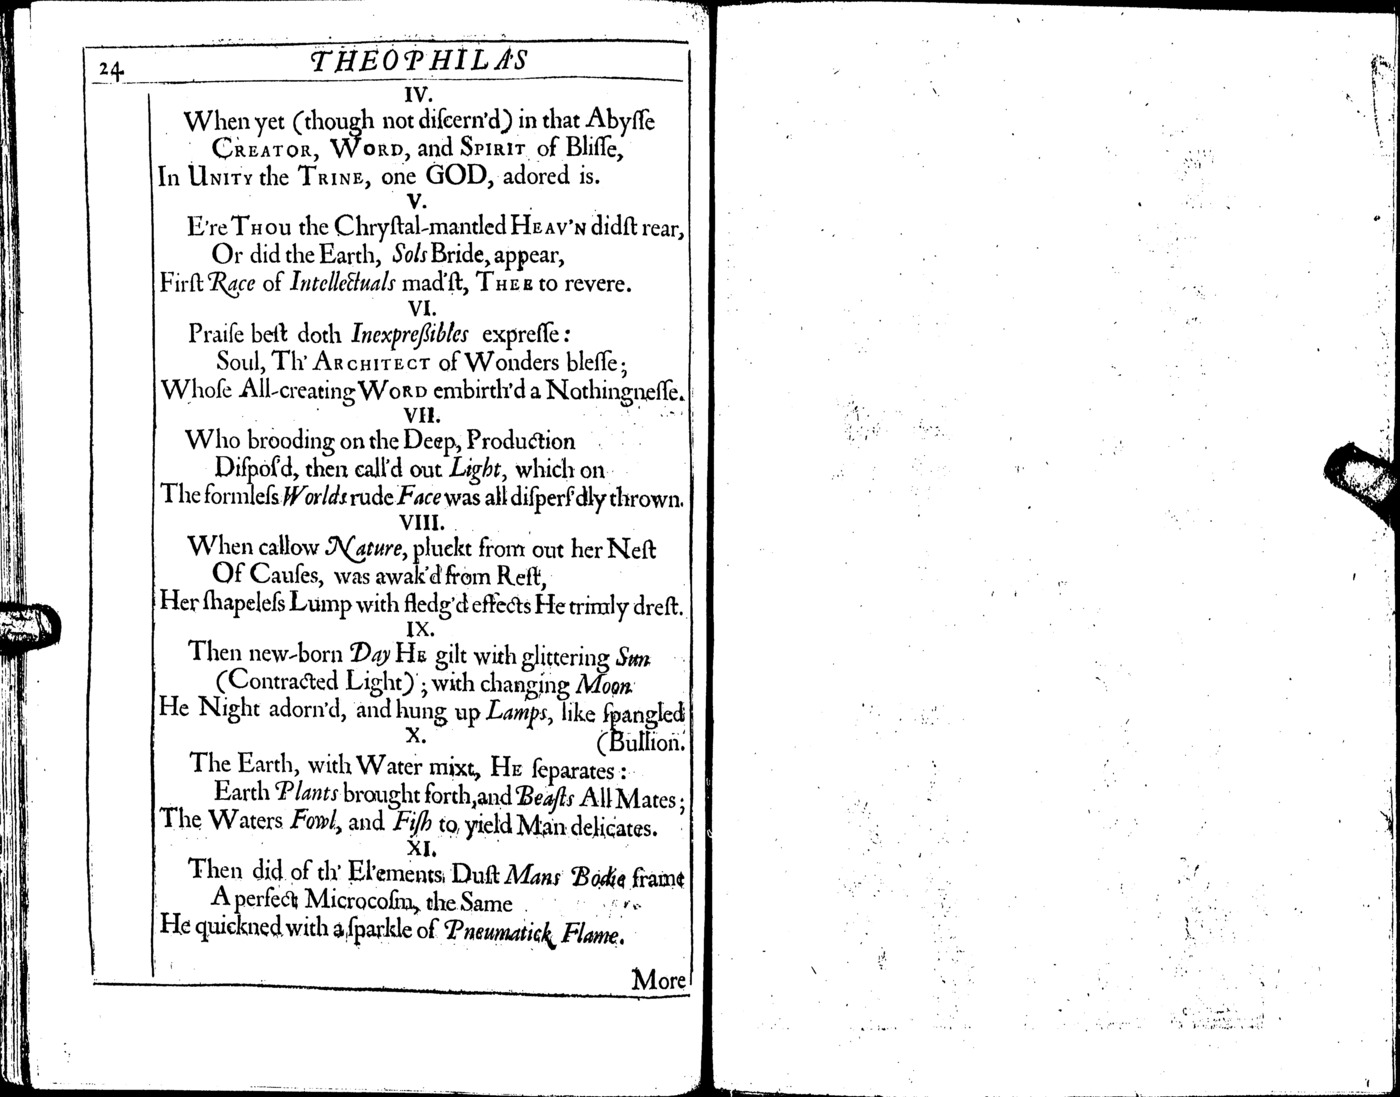 24
THEOPHILAS
IV.
When yet (though not diſcern'd) in that Abyſſe
CREATOR, WORD, and SPIRIT of Bliſſe,
In UNITY the TRINE, one GOD, adored is.
V.
E're THOU the Chryſtal-mantled HEAV'N didſt rear,
Or did the Earth, Sols Bride, appear,
Firſt Race of Intellectuals mad'ſt, THEE to revere.
VI.
Praiſe beſt doth Inexpreßibles expreſſe:
Soul, Th' ARCHITECT of Wonders bleſſe;
Whoſe All-creating WORD embirth'd a Nothingneſſe.
VII.
Who brooding on the Deep, Production
Diſpoſ'd, then call'd out Light, which on
The formleſs Worlds rude Face was all diſperſ'dly thrown.
VIII.
When callow Nature, pluckt from out her Neſt
Of Cauſes, was awak'd from Reſt,
Her ſhapeleſs Lump with fledg'd effects He trimly dreſt.
IX.
Then new-born Day HE gilt with glittering Sun
(Contracted Light); with changing Moon
He Night adorn'd, and hung up Lamps, like ſpangled
X. (Bullion.
The Earth, with Water mixt, HE ſeparates:
Earth Plants brought forth, and Beaſts All Mates;
The Waters Fowl, and Fiſh to yield Man delicates.
XI.
Then did of th' El'ements Duſt Mans Bodie frame
A perfect Microcoſm, the Same
He quickned with a ſparkle of Pneumatick Flame.
More